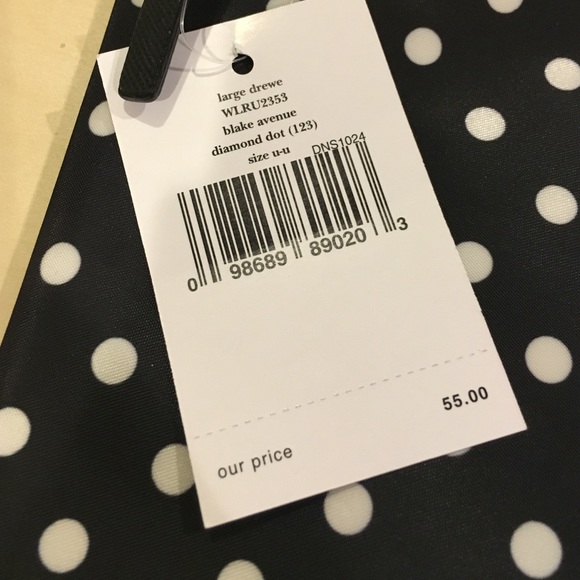 large drewe
WLRU2353
blake avenue
diamond dot (123)
size u-u DNS1024
0 98689 89020 3
55.00
our price